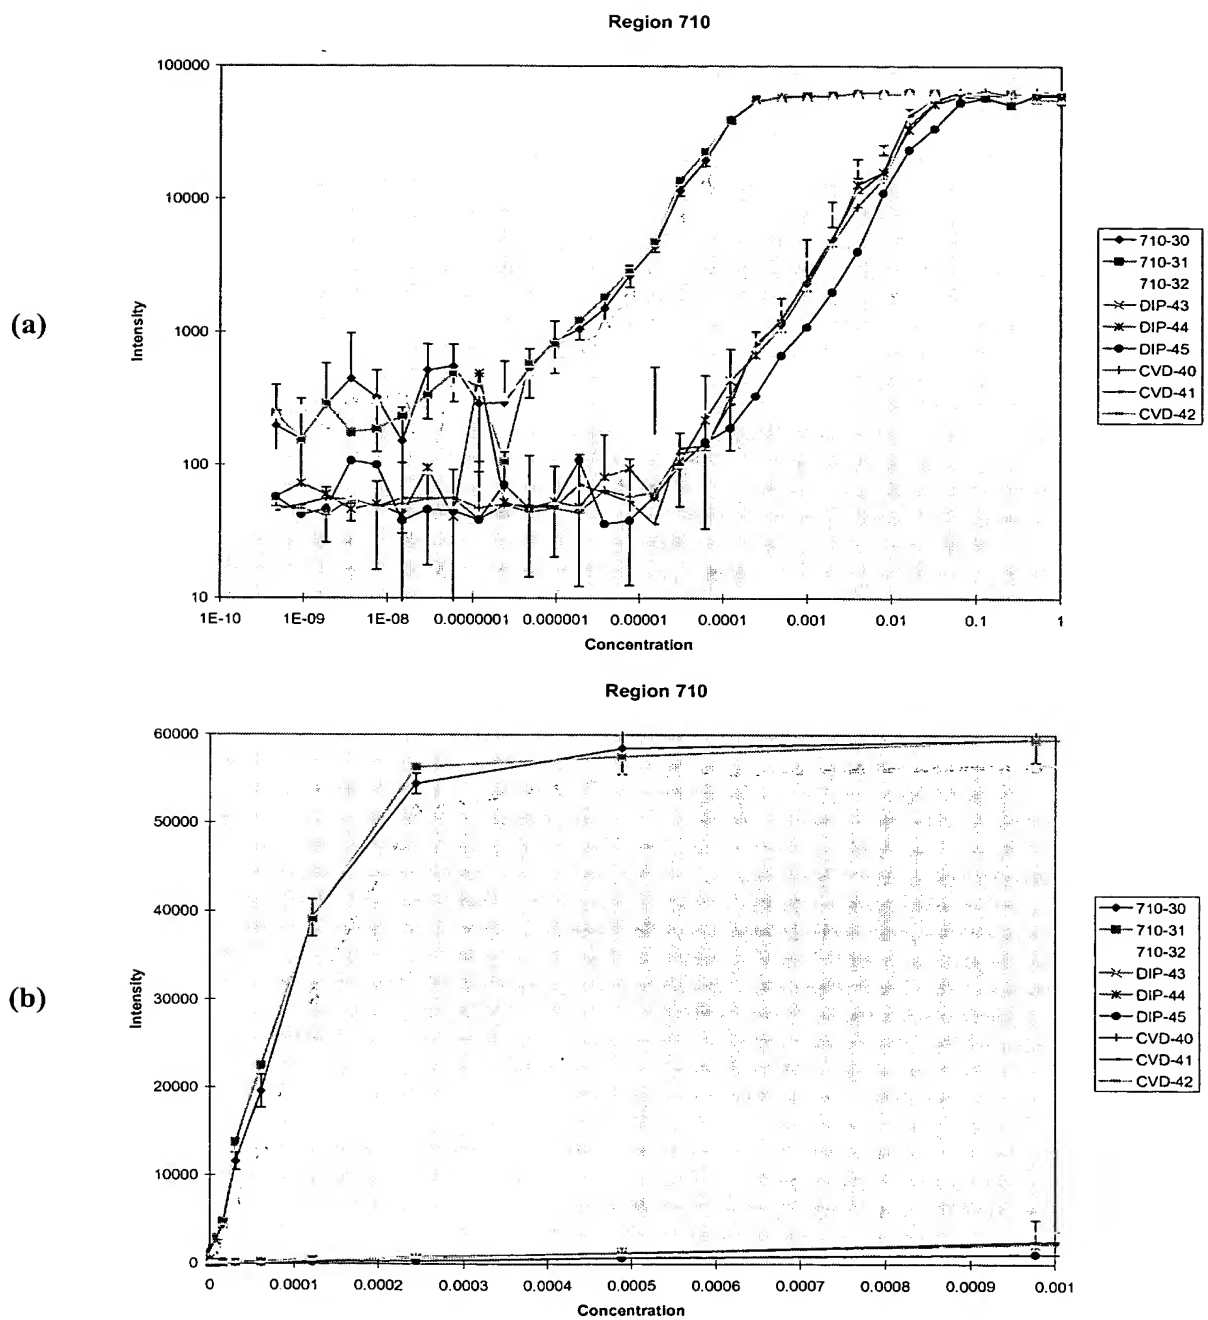 Region 710
100000
10000
1000
100
10
Intensity
(a)
1E-10 1E-09 1E-08 0.0000001 0.000001 0.00001 0.0001 0.001 0.01 0.1 1
Concentration
710-30
710-31
710-32
DIP-43
DIP-44
DIP-45
CVD-40
CVD-41
CVD-42
Region 710
60000
50000
40000
30000
20000
10000
0
Intensity
(b)
0 0.0001 0.0002 0.0003 0.0004 0.0005 0.0006 0.0007 0.0008 0.0009 0.001
Concentration
710-30
710-31
710-32
DIP-43
DIP-44
DIP-45
CVD-40
CVD-41
CVD-42